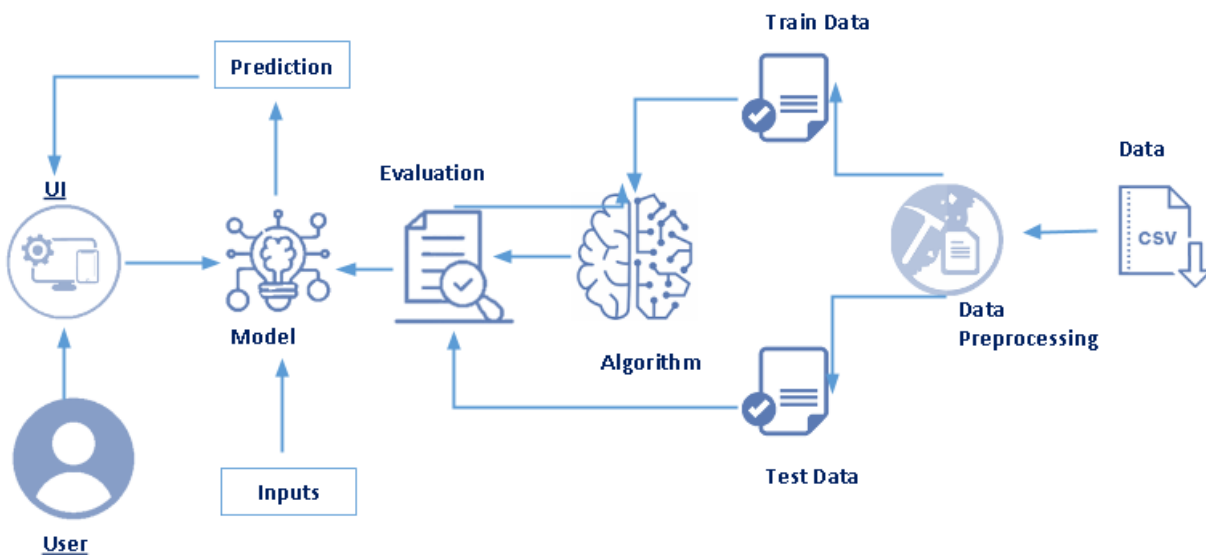 Train Data
Prediction
Data
Evaluation
UI
CSV
Data
Preprocessing
Model
Algorithm
Test Data
Inputs
User